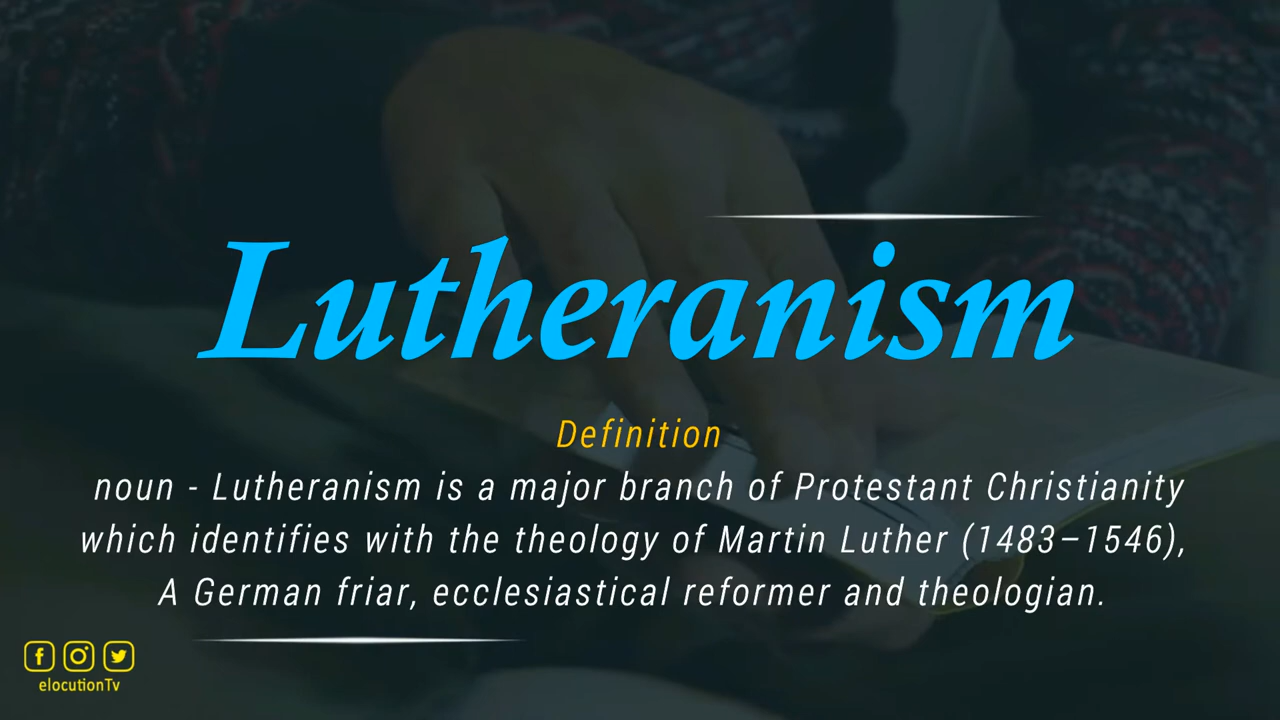 Lutheranism
Definition
noun - Lutheranism is a major branch of Protestant Christianity
which identifies with the theology of Martin Luther (1483–1546),
A German friar, ecclesiastical reformer and theologian.
elocutionTv